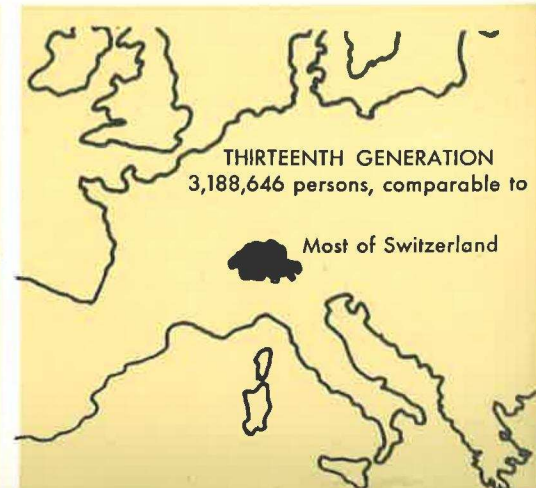 THIRTEENTH GENERATION
3,188,646 persons, comparable to
Most of Switzerland